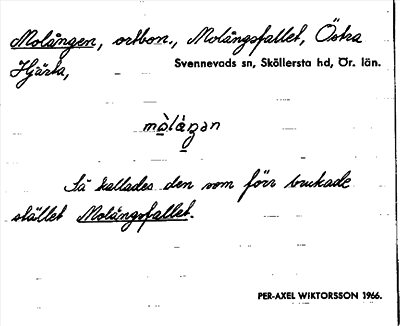 Molången, ortbon., Molångsfallet, Östra
Hjärta, Svennevads sn, Sköllersta hd, Ör. län.
Så kallades den som förr brukade
stället Molångsfallet.
PER-AXEL WIKTORSSON 1966.